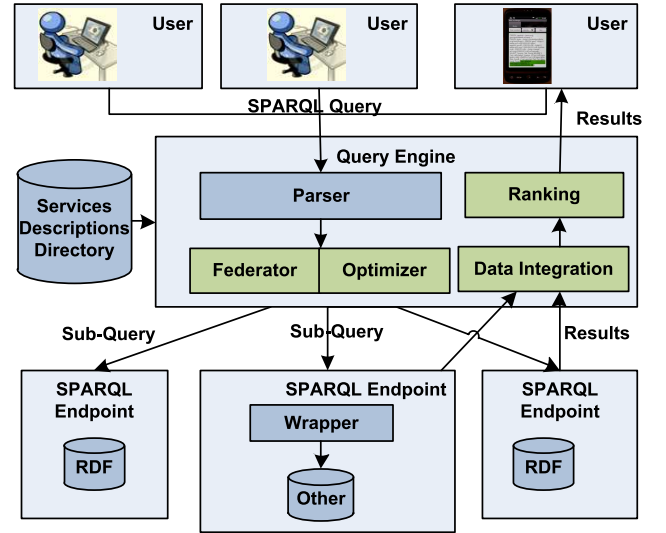 User
User
User
SPARQL Query
Results
Query Engine
Services
Descriptions
Directory
Parser
Ranking
Federator
Optimizer
Data Integration
Sub-Query
Sub-Query
Results
SPARQL
Endpoint
RDF
SPARQL Endpoint
Wrapper
Other
SPARQL
Endpoint
RDF